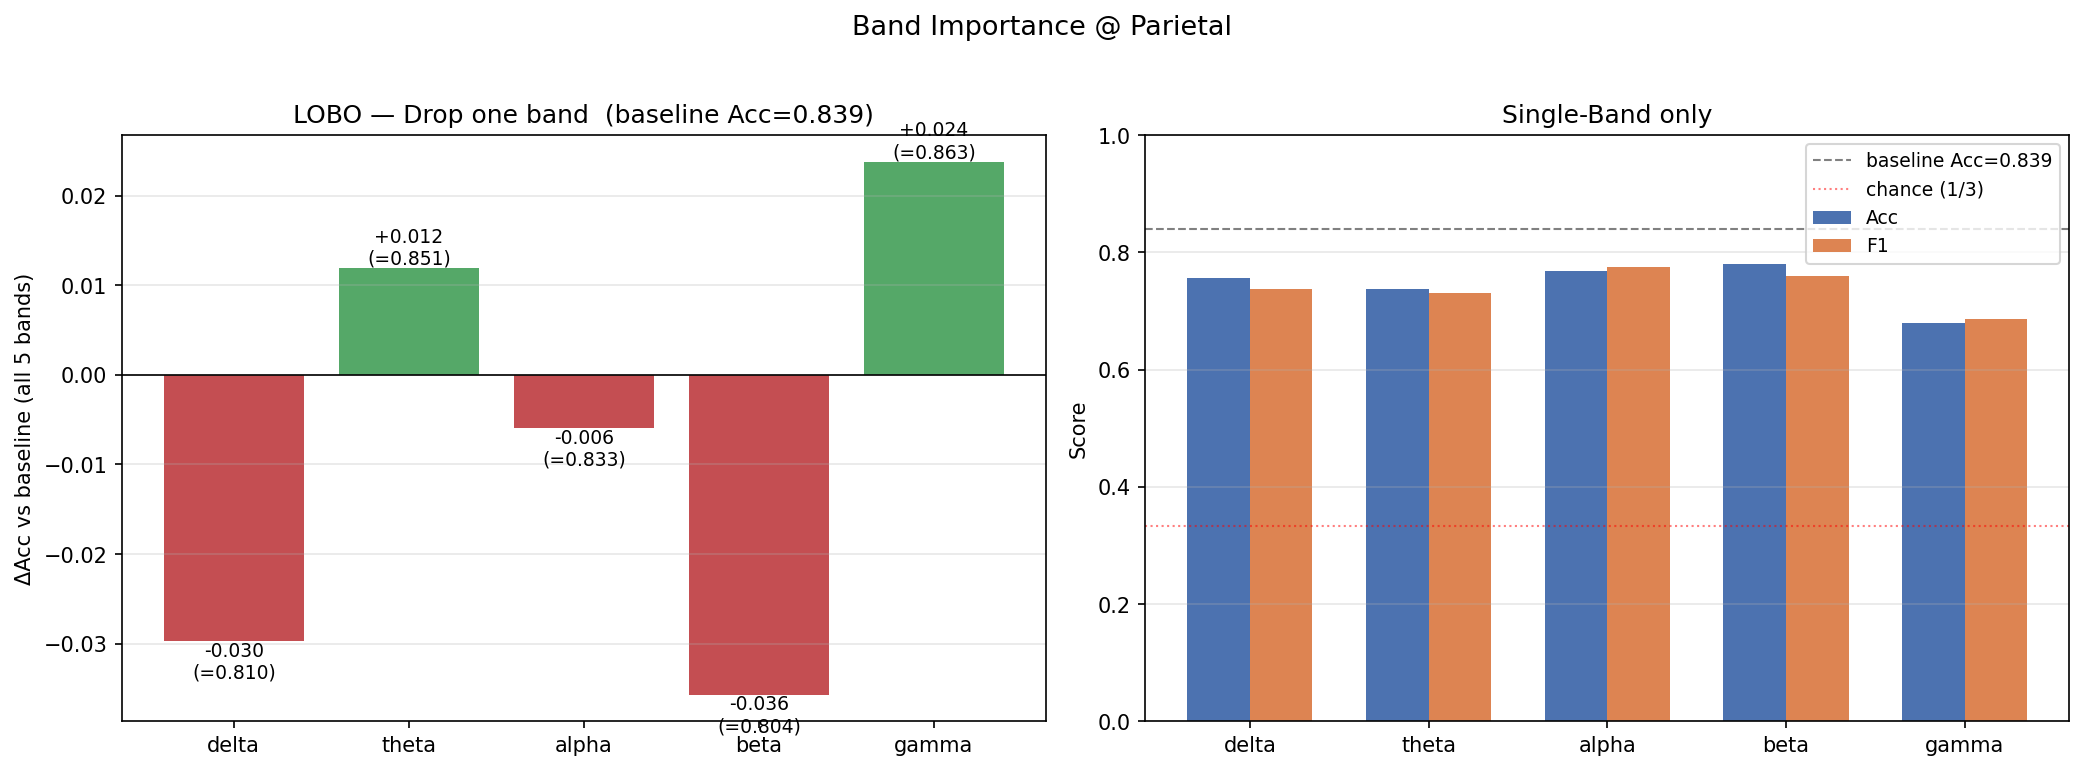 Band Importance @ Parietal
LOBO — Drop one band  (baseline Acc=0.839)
ΔAcc vs baseline (all 5 bands)
0.02
0.01
0.00
−0.01
−0.02
−0.03
+0.024
(=0.863)
+0.012
(=0.851)
-0.006
(=0.833)
-0.030
(=0.810)
-0.036
(=0.804)
delta theta alpha beta gamma
Single-Band only
Score
1.0
0.8
0.6
0.4
0.2
0.0
baseline Acc=0.839
chance (1/3)
Acc
F1
delta theta alpha beta gamma